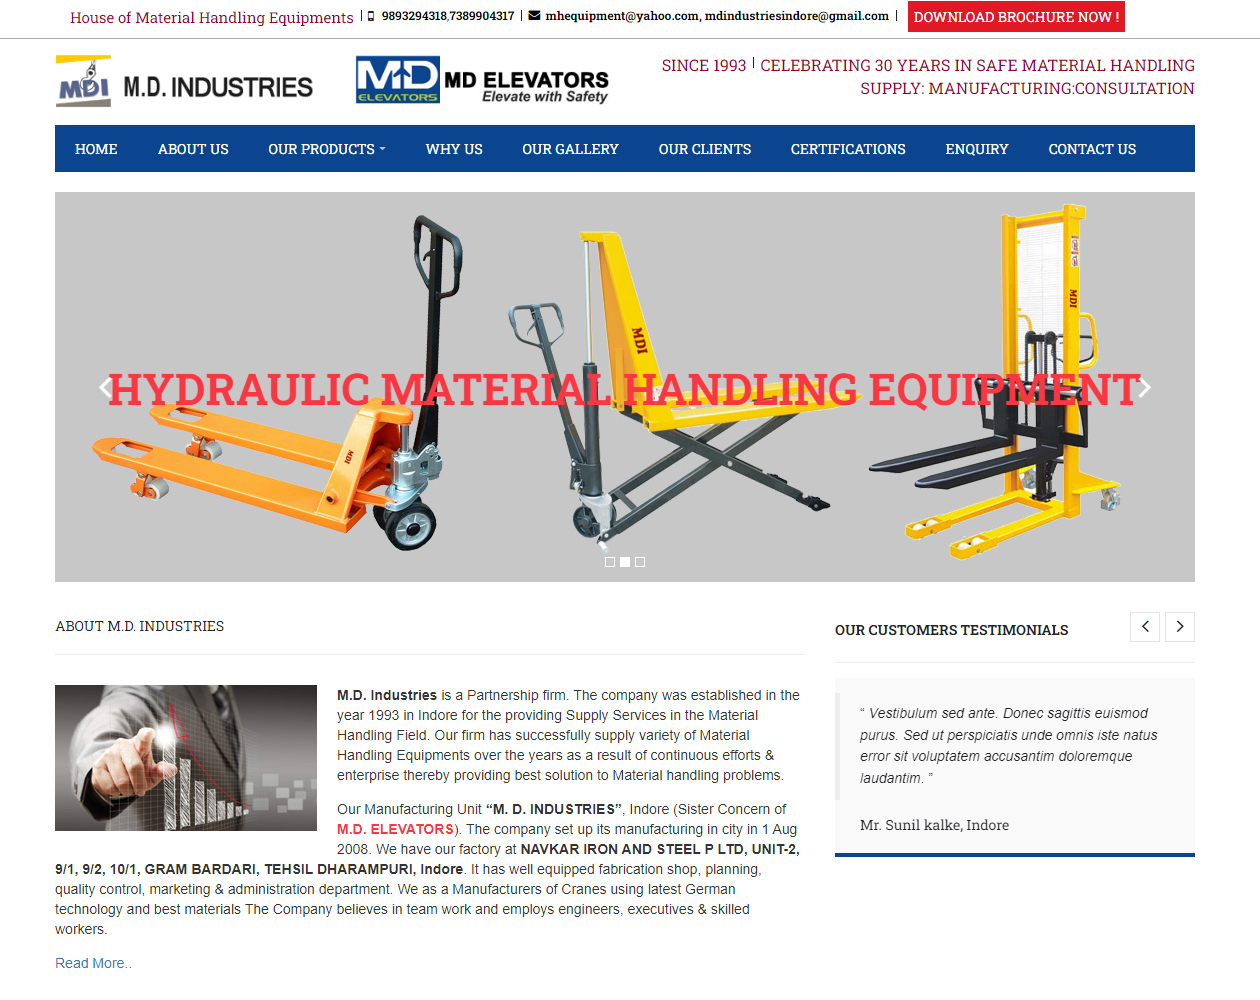 House of Material Handling Equipments | 9893294318,7389904317 | mhequipment@yahoo.com, mdindustriesindore@gmail.com | DOWNLOAD BROCHURE NOW !
MDI M.D. INDUSTRIES
MD ELEVATORS MD ELEVATORS
Elevate with Safety
SINCE 1993 | CELEBRATING 30 YEARS IN SAFE MATERIAL HANDLING
SUPPLY: MANUFACTURING:CONSULTATION
HOME ABOUT US OUR PRODUCTS WHY US OUR GALLERY OUR CLIENTS CERTIFICATIONS ENQUIRY CONTACT US
MDI
MDI
MDI
HYDRAULIC MATERIAL HANDLING EQUIPMENT
ABOUT M.D. INDUSTRIES
M.D. Industries is a Partnership firm. The company was established in the
year 1993 in Indore for the providing Supply Services in the Material
Handling Field. Our firm has successfully supply variety of Material
Handling Equipments over the years as a result of continuous efforts &
enterprise thereby providing best solution to Material handling problems.
Our Manufacturing Unit “M. D. INDUSTRIES”, Indore (Sister Concern of
M.D. ELEVATORS). The company set up its manufacturing in city in 1 Aug
2008. We have our factory at NAVKAR IRON AND STEEL P LTD, UNIT-2,
9/1, 9/2, 10/1, GRAM BARDARI, TEHSIL DHARAMPURI, Indore. It has well equipped fabrication shop, planning,
quality control, marketing & administration department. We as a Manufacturers of Cranes using latest German
technology and best materials The Company believes in team work and employs engineers, executives & skilled
workers.
Read More..
OUR CUSTOMERS TESTIMONIALS
“ Vestibulum sed ante. Donec sagittis euismod
purus. Sed ut perspiciatis unde omnis iste natus
error sit voluptatem accusantium doloremque
laudantim. ”
Mr. Sunil kalke, Indore